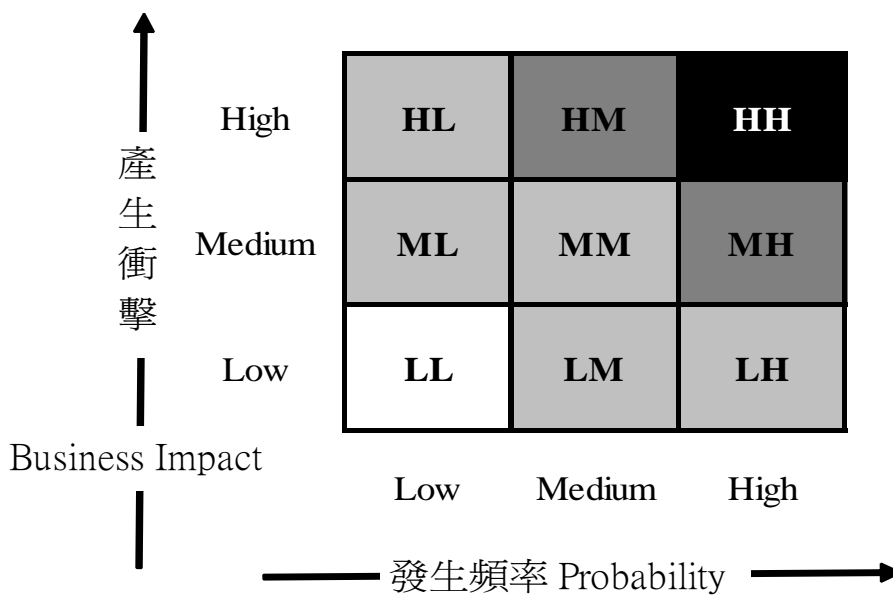 High HL HM HH
產生衝擊
Medium ML MM MH
Low LL LM LH
Business Impact
Low Medium High
發生頻率 Probability